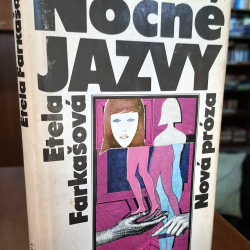 Nočné
JAZVY
Etela
Farkašová
Nová próza
Etela Farkašová